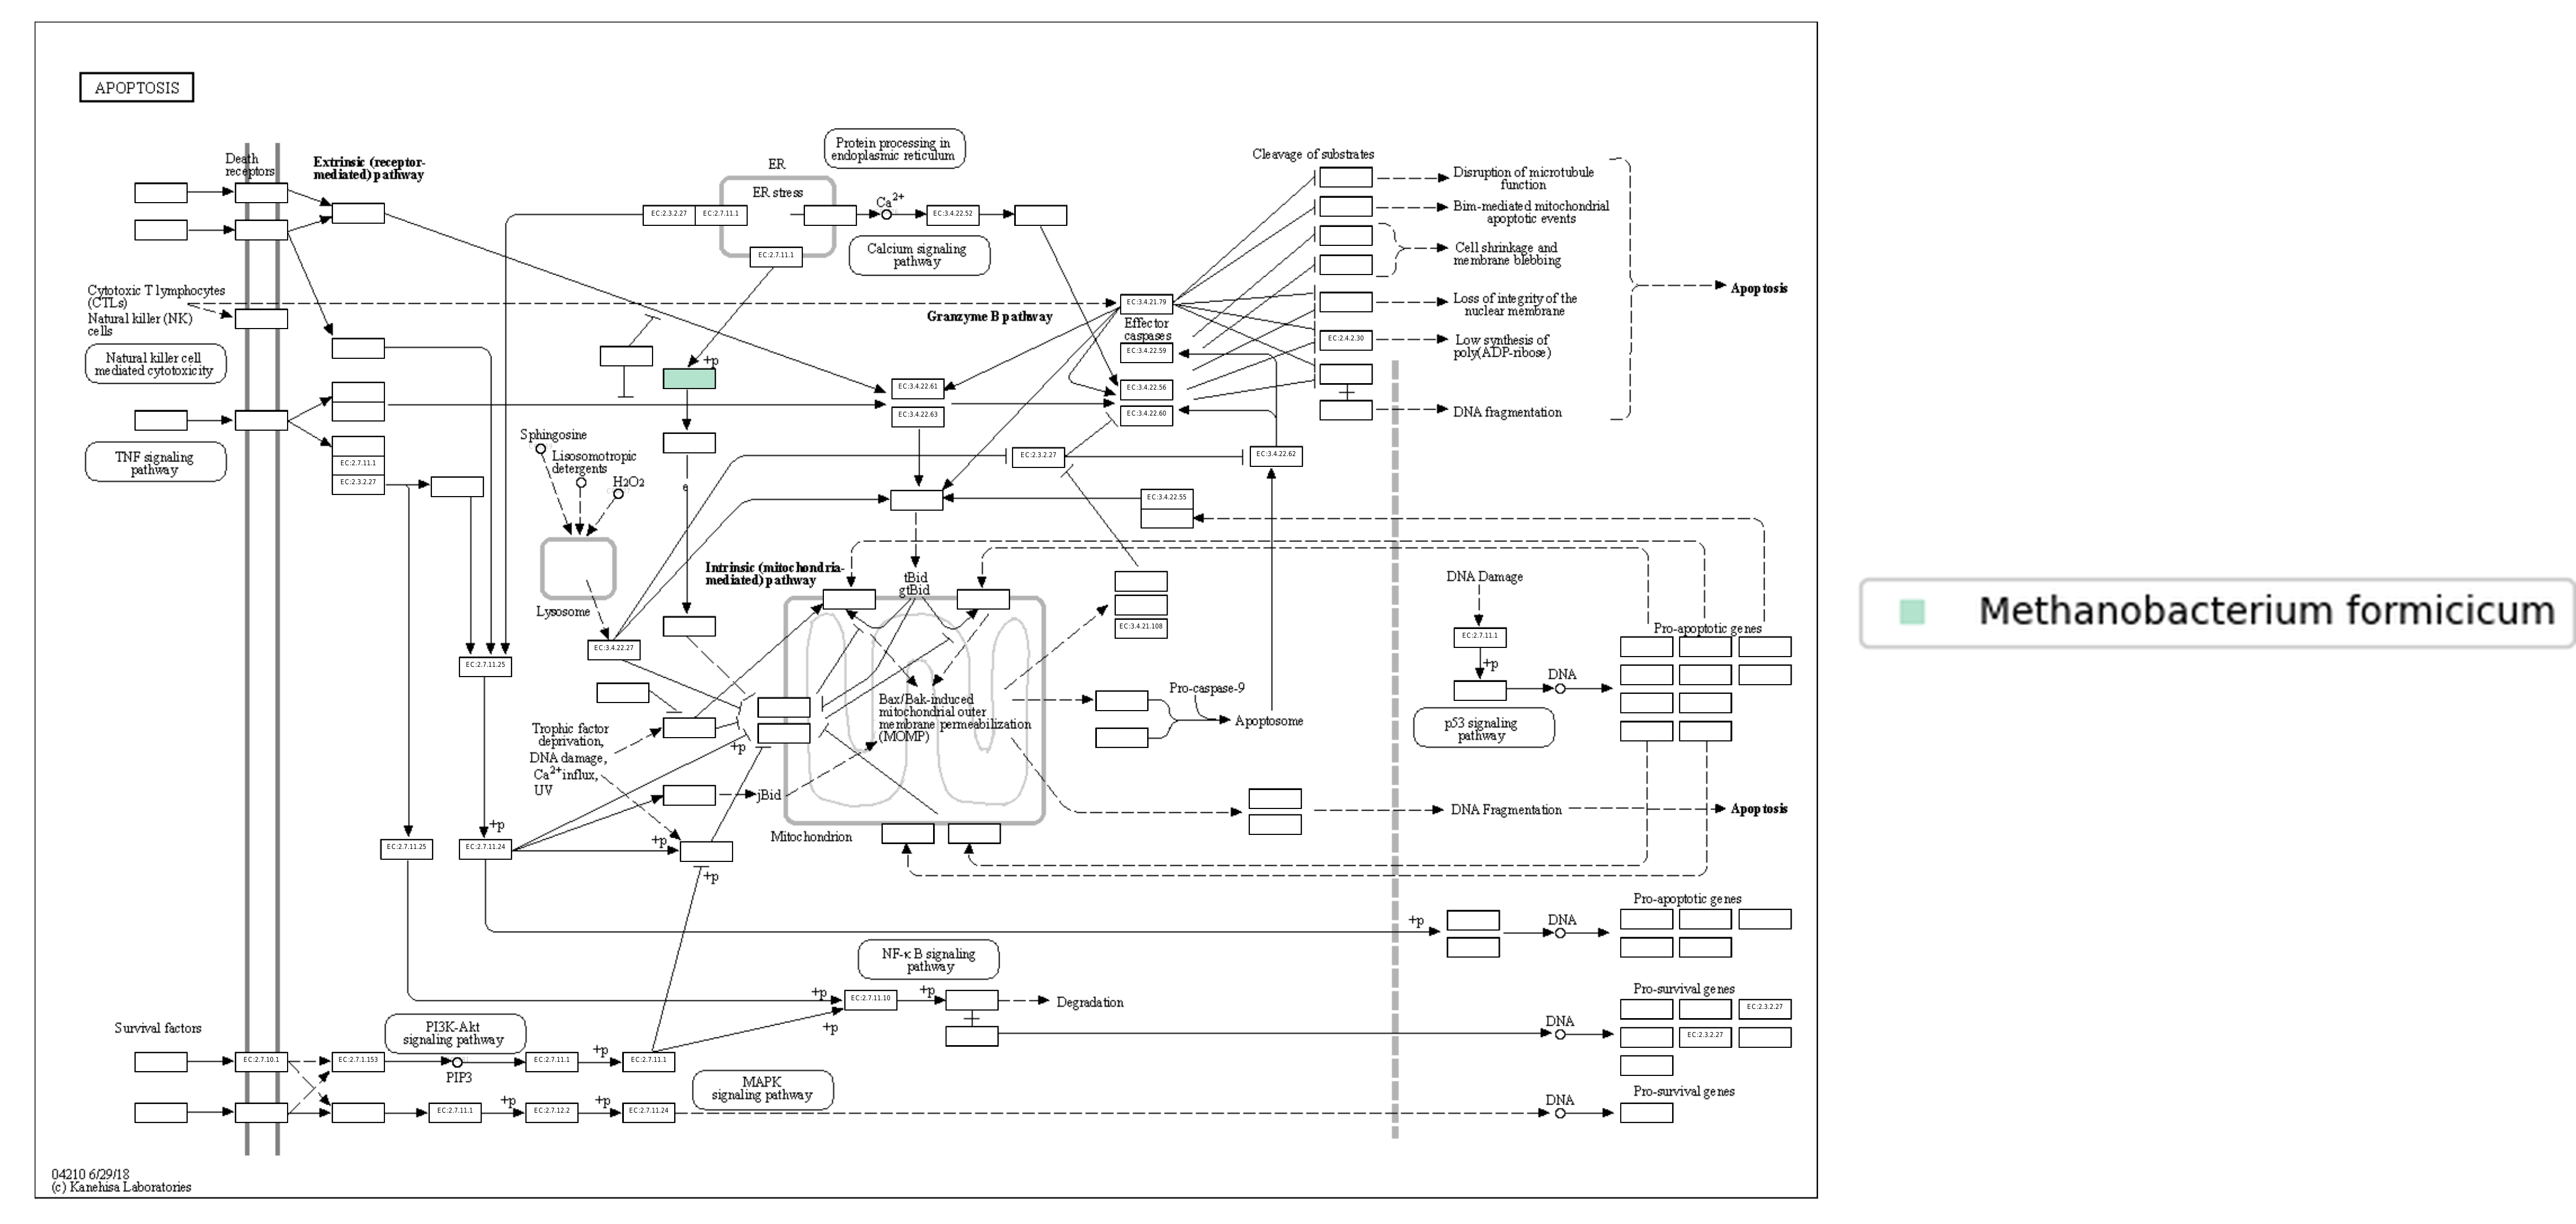 APOPTOSIS
Death
receptors
Extrinsic (receptor-
mediated) pathway
ER
Protein processing in
endoplasmic reticulum
ER stress
EC:2.3.2.27
EC:2.7.11.1
Ca2+
EC:3.4.22.52
EC:2.7.11.1
Calcium signaling
pathway
Cleavage of substrates
Disruption of microtubule
function
Bim-mediated mitochondrial
apoptotic events
Cell shrinkage and
membrane blebbing
Loss of integrity of the
nuclear membrane
EC:2.4.2.30
Low synthesis of
poly(ADP-ribose)
DNA fragmentation
Apoptosis
Cytotoxic T lymphocytes
(CTLs)
Natural killer (NK)
cells
Natural killer cell
mediated cytotoxicity
Granzyme B pathway
EC:3.4.21.79
Effector
caspases
EC:3.4.22.59
EC:3.4.22.56
EC:3.4.22.60
+p
EC:3.4.22.61
EC:3.4.22.63
TNF signaling
pathway
EC:2.7.11.1
EC:2.3.2.27
Sphingosine
Lisosomotropic
detergents
H2O2
e
EC:2.3.2.27
EC:3.4.22.62
EC:3.4.22.55
Lysosome
Intrinsic (mitochondria-
mediated) pathway
tBid
gtBid
EC:3.4.21.108
EC:3.4.22.27
EC:2.7.11.25
DNA Damage
EC:2.7.11.1
+p
DNA
p53 signaling
pathway
Pro-apoptotic genes
Bax/Bak-induced
mitochondrial outer
membrane permeabilization
(MOMP)
Pro-caspase-9
Apoptosome
Trophic factor
deprivation,
DNA damage,
Ca2+ influx,
UV
+p
jBid
Mitochondrion
DNA Fragmentation
Apoptosis
EC:2.7.11.25
+p
EC:2.7.11.24
+p
+p
+p
DNA
Pro-apoptotic genes
NF-κB signaling
pathway
+p
EC:2.7.11.10
+p
Degradation
+p
DNA
Pro-survival genes
EC:2.3.2.27
EC:2.3.2.27
Survival factors
PI3K-Akt
signaling pathway
EC:2.7.10.1
EC:2.7.1.153
PIP3
EC:2.7.11.1
+p
EC:2.7.11.1
MAPK
signaling pathway
EC:2.7.11.1
+p
EC:2.7.12.2
+p
EC:2.7.11.24
DNA
Pro-survival genes
04210 6/29/18
(c) Kanehisa Laboratories
Methanobacterium formicicum